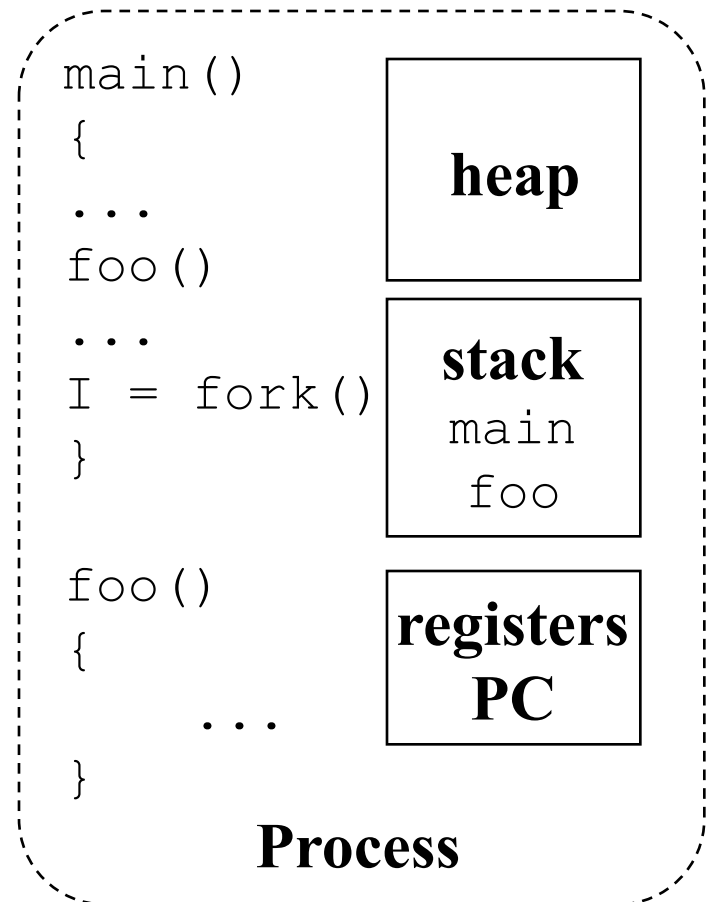 main()
{
...
foo()
...
I = fork()
}
foo()
{
...
}
heap
stack
main
foo
registers
PC
Process